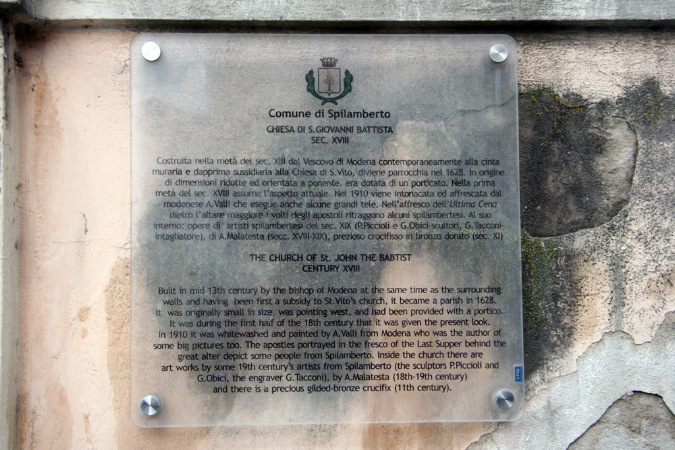 Comune di Spilamberto
CHIESA DI S.GIOVANNI BATTISTA
SEC. XVIII
Costruita nella metà del sec. XIII dal Vescovo di Modena contemporaneamente alla cinta
muraria e dapprima sussidiaria alla Chiesa di S.Vito, diviene parrocchia nel 1628. In origine
di dimensioni ridotte ed orientata a ponente, era dotata di un porticato. Nella prima
metà del sec. XVIII assume l'aspetto attuale. Nel 1910 viene intonacata ed affrescata dal
modenese A.Valli che esegue anche alcune grandi tele. Nell'affresco dell'Ultima Cena
dietro l'altare maggiore i volti degli apostoli ritraggono alcuni spilambertesi. Al suo
interno: opere di artisti spilambertesi del sec. XIX (P.Piccioli e G.Obici scultori, G.Tacconi-
intagliatore), di A.Malatesta (secc. XVIII-XIX), prezioso crocifisso in bronzo dorato (sec. XI)
THE CHURCH OF St. JOHN THE BABTIST
CENTURY XVIII
Built in mid 13th century by the bishop of Modena at the same time as the surrounding
walls and having been first a subsidy to St.Vito's church, it became a parish in 1628.
It was originally small in size, was pointing west, and had been provided with a portico.
It was during the first half of the 18th century that it was given the present look.
In 1910 it was whitewashed and painted by A.Valli from Modena who was the author of
some big pictures too. The apostles portrayed in the fresco of the Last Supper behind the
great alter depict some people from Spilamberto. Inside the church there are
art works by some 19th century's artists from Spilamberto (the sculptors P.Piccioli and
G.Obici, the engraver G.Tacconi), by A.Malatesta (18th-19th century)
and there is a precious gilded-bronze crucifix (11th century).